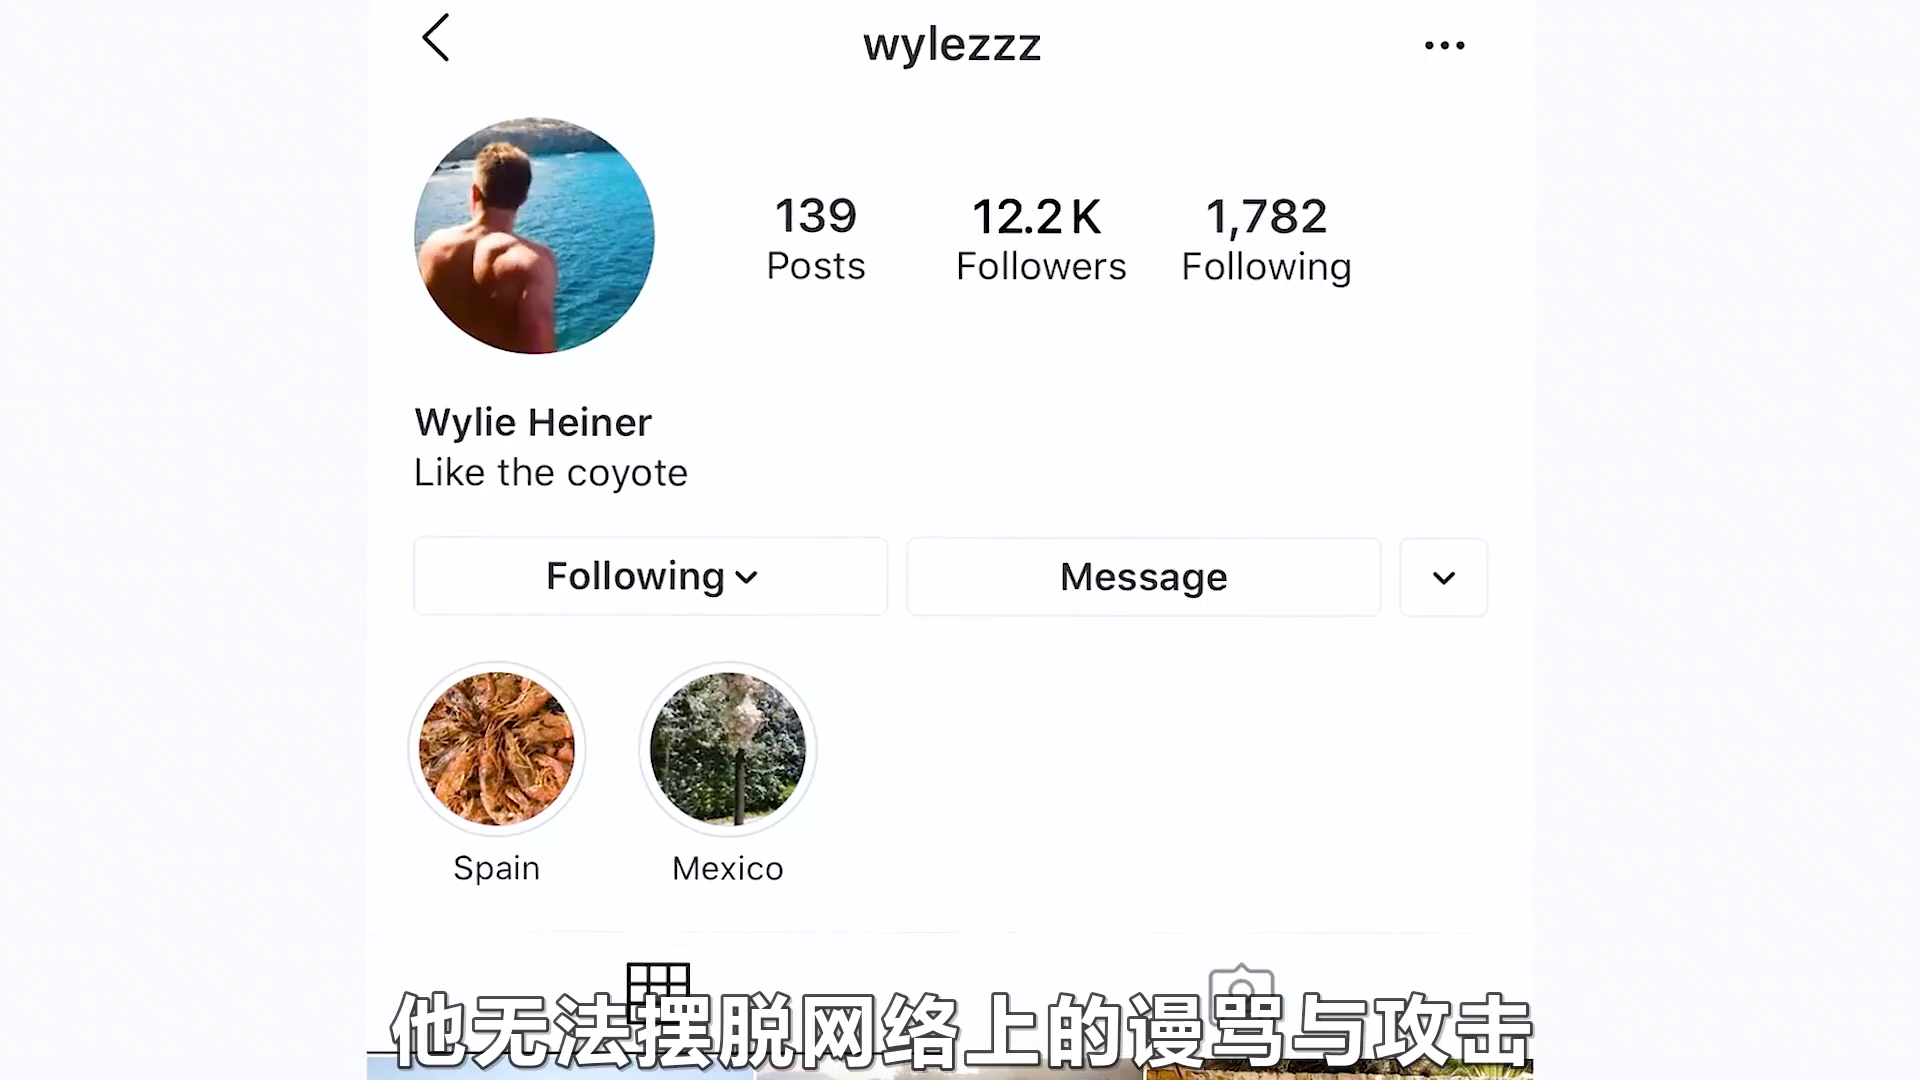 wylezzz
139 12.2K 1,782
Posts Followers Following
Wylie Heiner
Like the coyote
Following Message
Spain Mexico
他无法摆脱网络上的谩骂与攻击